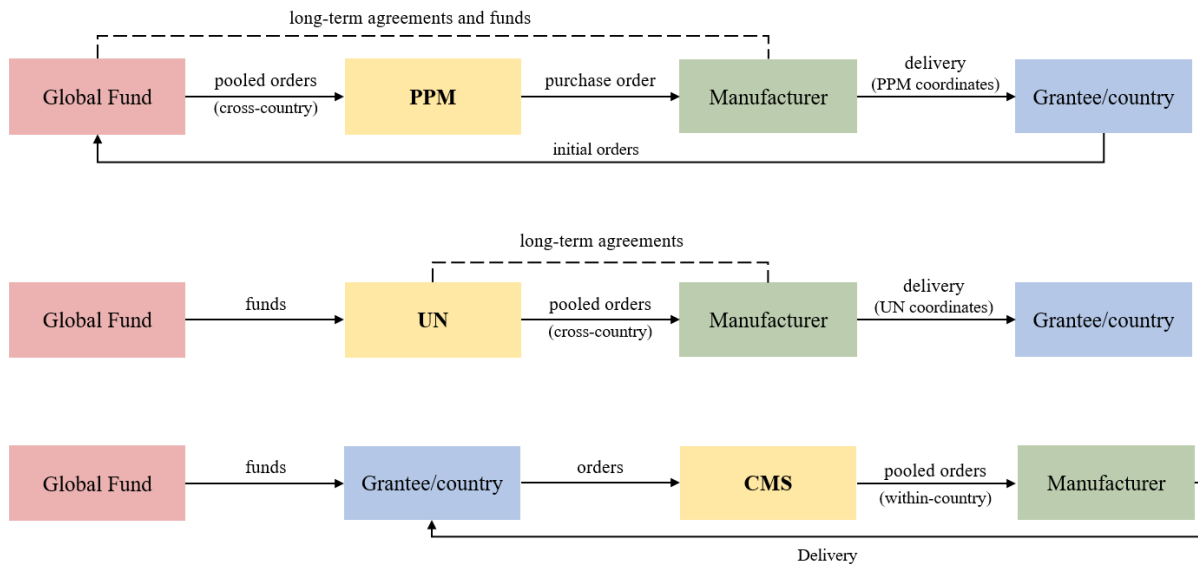 long-term agreements and funds
Global Fund
pooled orders
(cross-country)
PPM
purchase order
Manufacturer
delivery
(PPM coordinates)
Grantee/country
initial orders
long-term agreements
Global Fund
funds
UN
pooled orders
(cross-country)
Manufacturer
delivery
(UN coordinates)
Grantee/country
Global Fund
funds
Grantee/country
orders
CMS
pooled orders
(within-country)
Manufacturer
Delivery